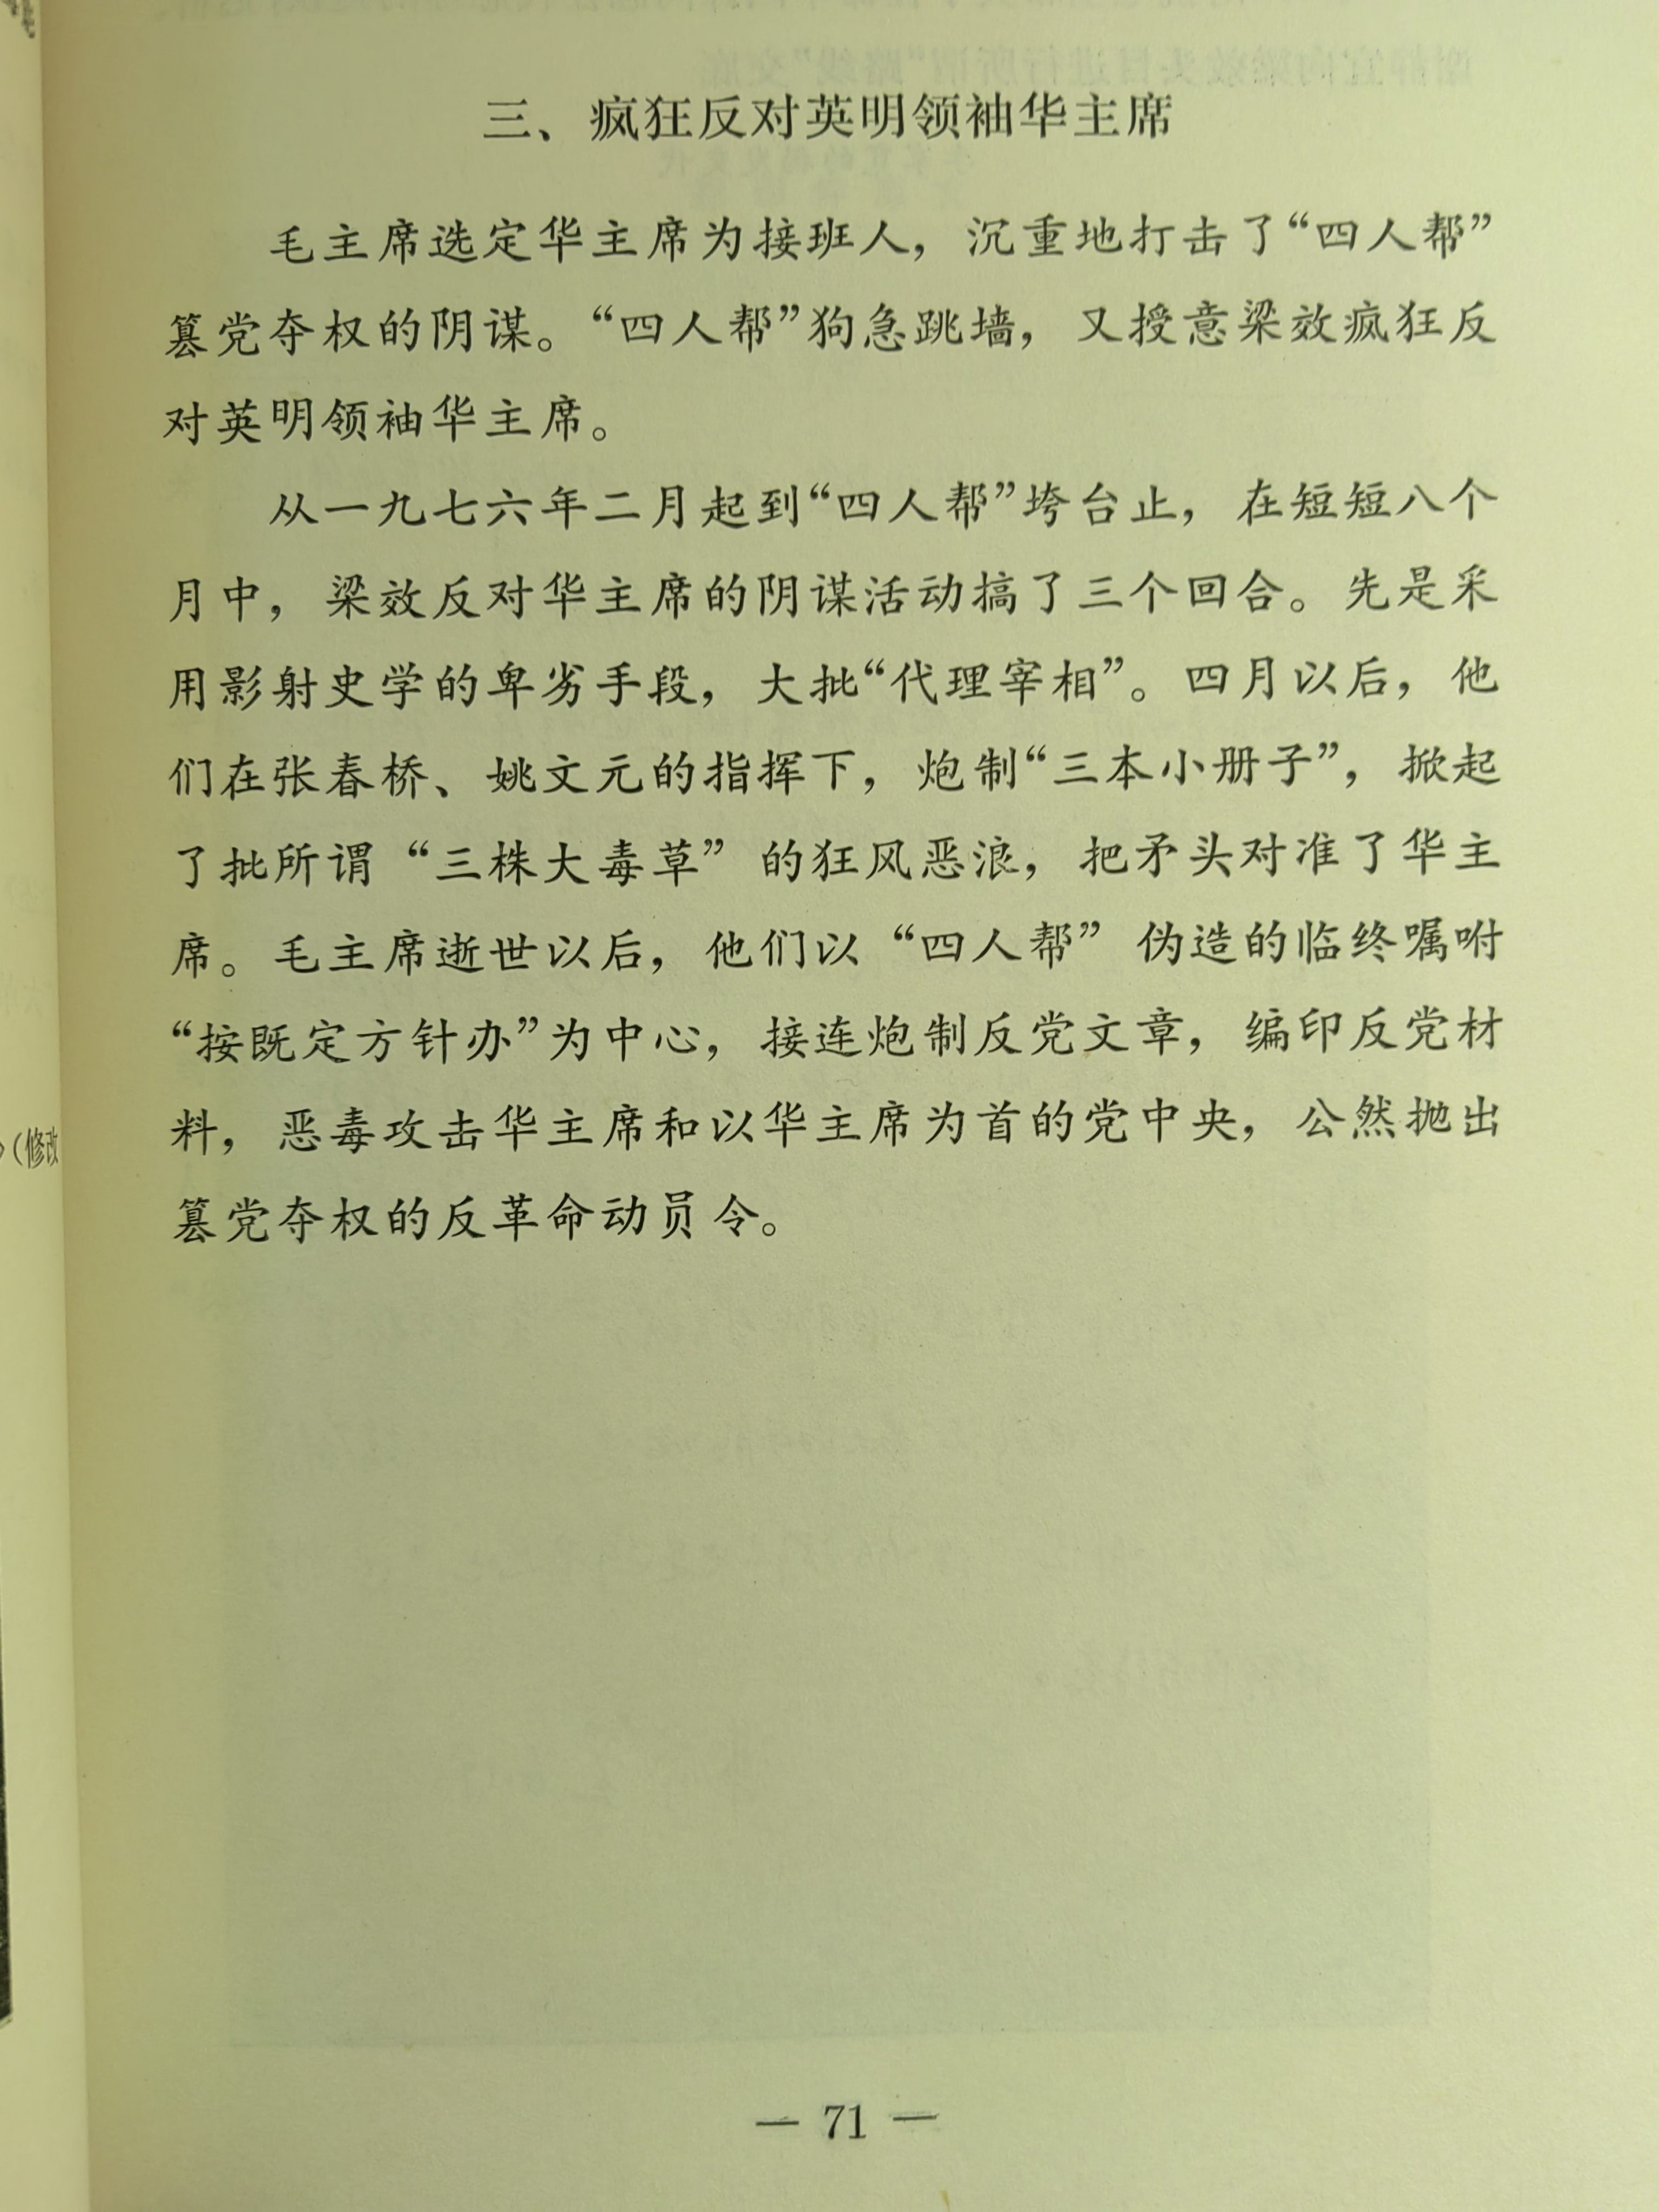 三、疯狂反对英明领袖华主席
毛主席选定华主席为接班人，沉重地打击了“四人帮”
篡党夺权的阴谋。“四人帮”狗急跳墙，又授意梁效疯狂反
对英明领袖华主席。
从一九七六年二月起到“四人帮”垮台止，在短短八个
月中，梁效反对华主席的阴谋活动搞了三个回合。先是采
用影射史学的卑劣手段，大批“代理宰相”。四月以后，他
们在张春桥、姚文元的指挥下，炮制“三本小册子”，掀起
了批所谓“三株大毒草”的狂风恶浪，把矛头对准了华主
席。毛主席逝世以后，他们以“四人帮”伪造的临终嘱咐
“按既定方针办”为中心，接连炮制反党文章，编印反党材
料，恶毒攻击华主席和以华主席为首的党中央，公然抛出
篡党夺权的反革命动员令。
（修改
— 71 —